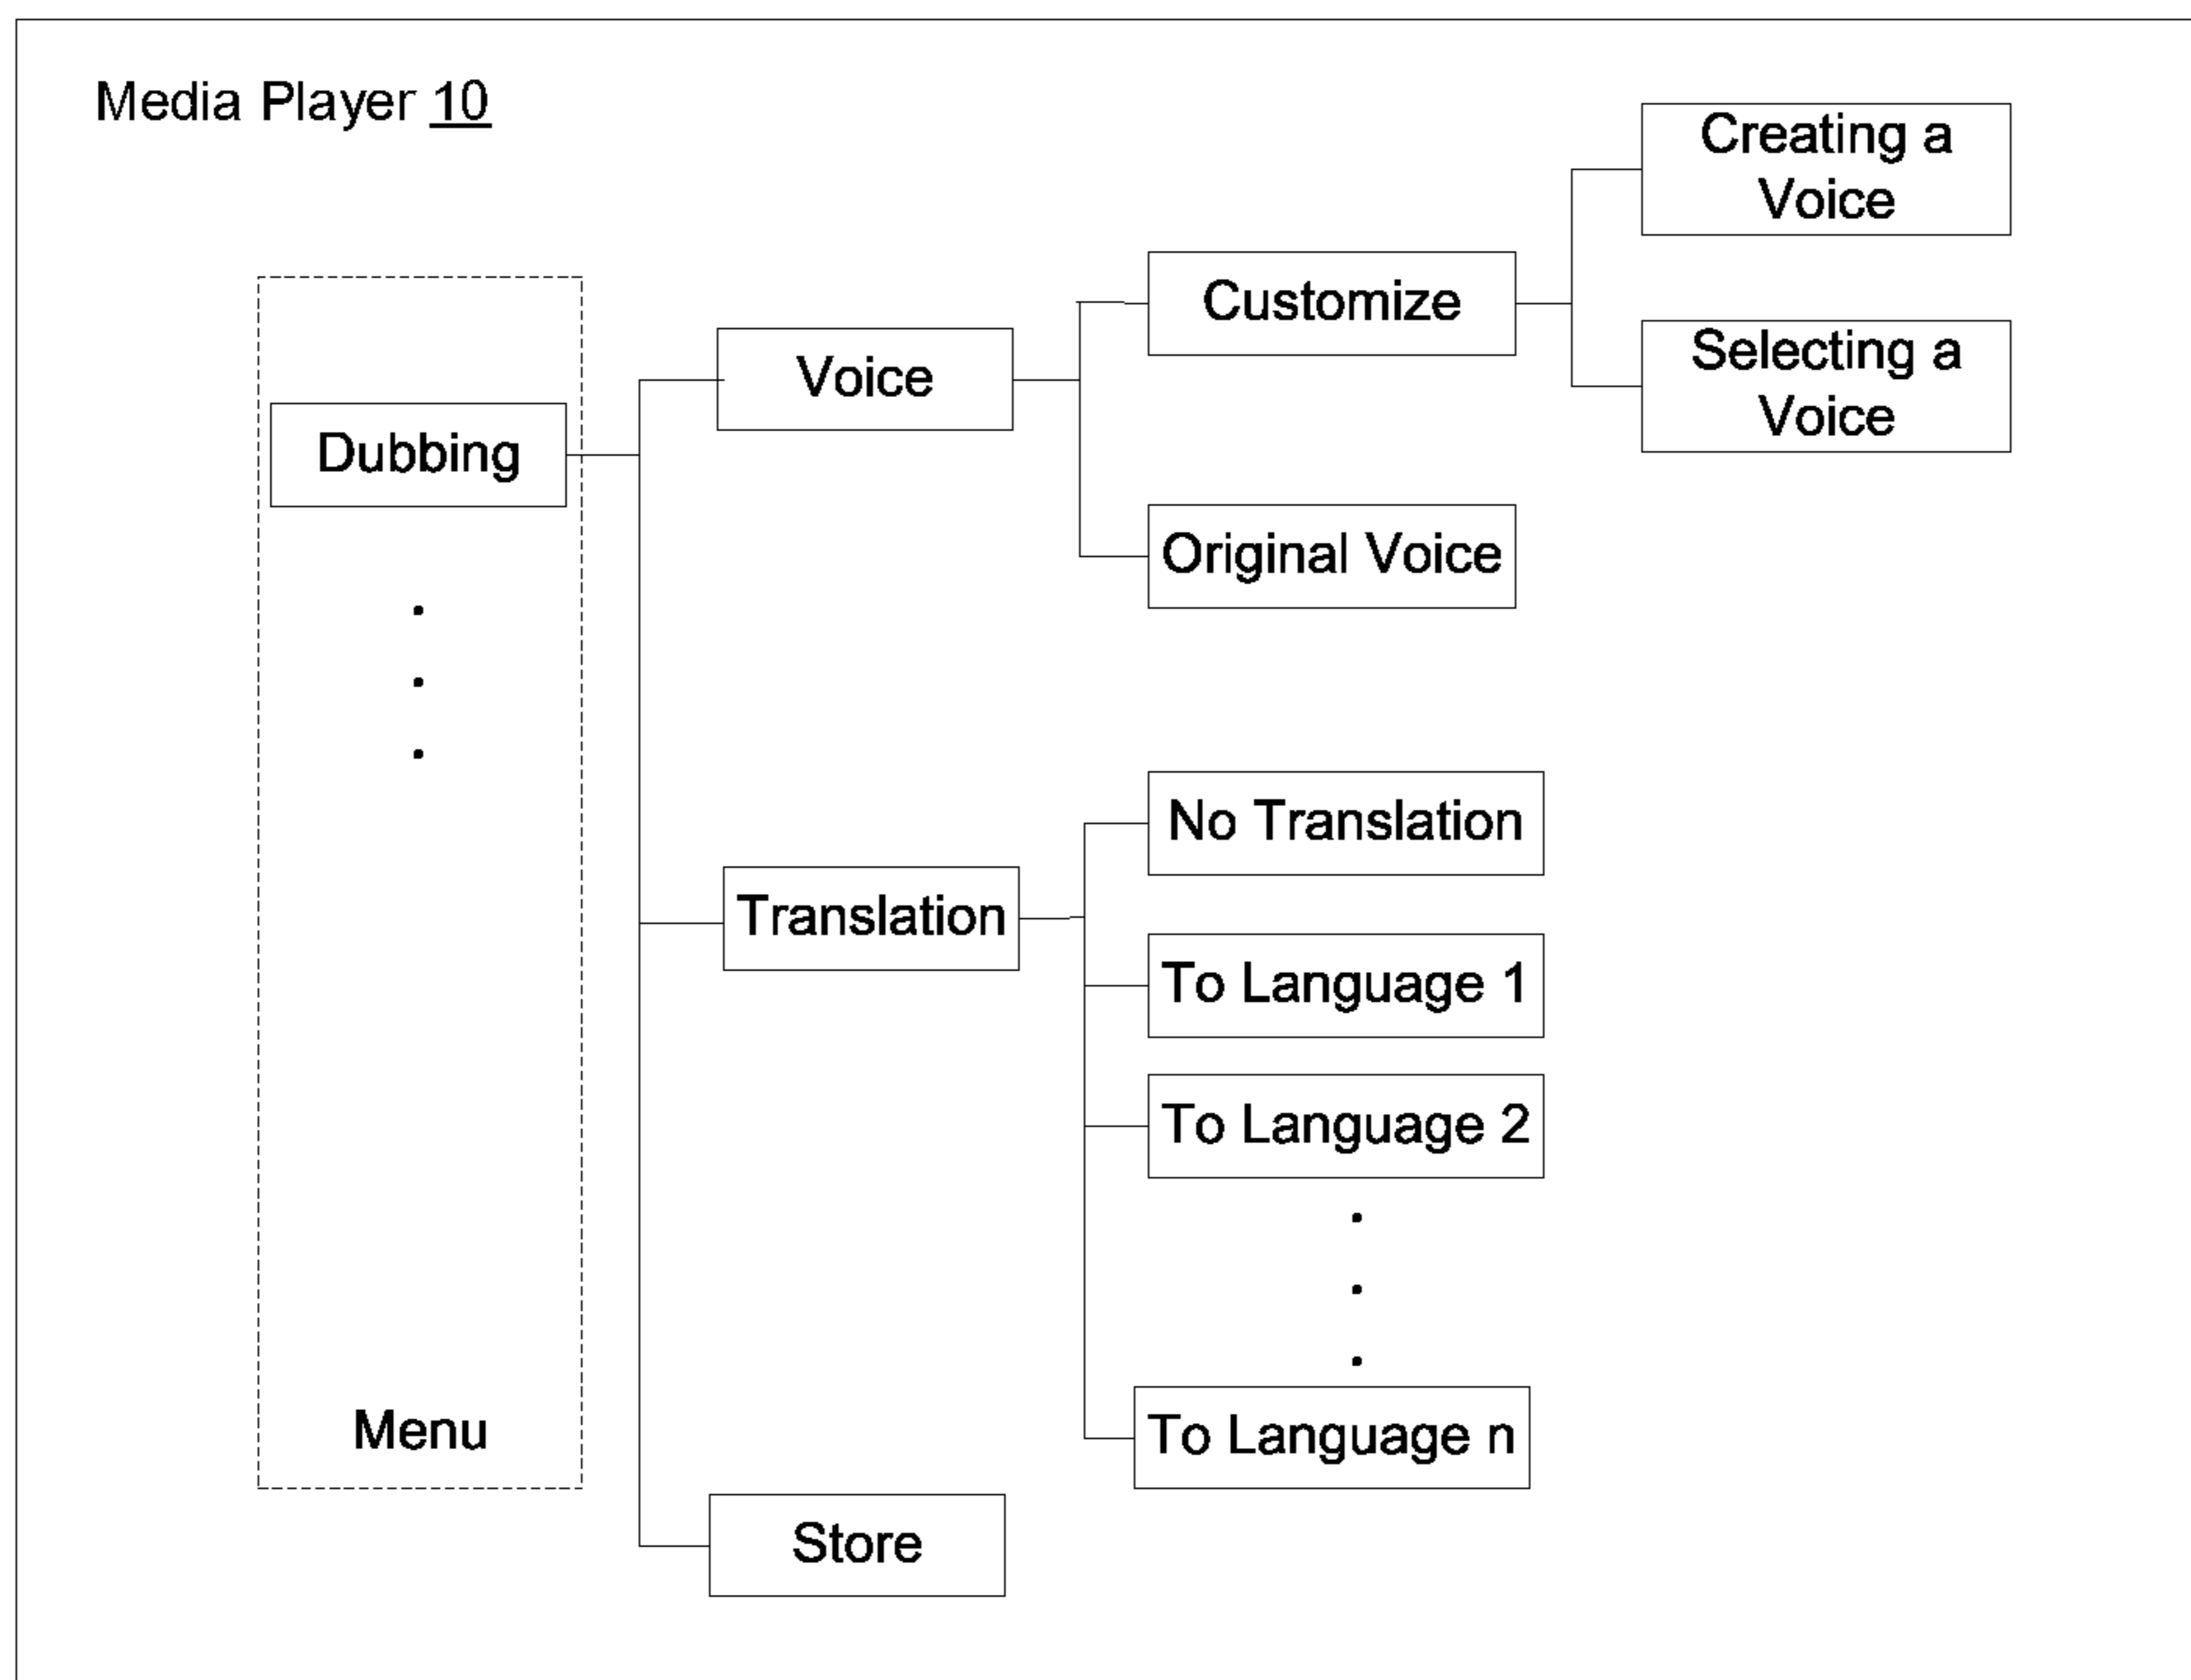 Media Player 10
Creating a
Voice
Customize
Selecting a
Voice
Voice
Dubbing
Original Voice
No Translation
Translation
To Language 1
To Language 2
To Language n
Menu
Store